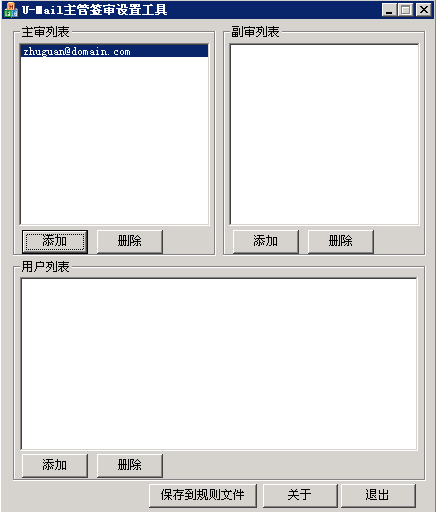 U-Mail主管签审设置工具
主审列表
副审列表
zhuguan@domain.com
添加
删除
添加
删除
用户列表
添加
删除
保存到规则文件
关于
退出